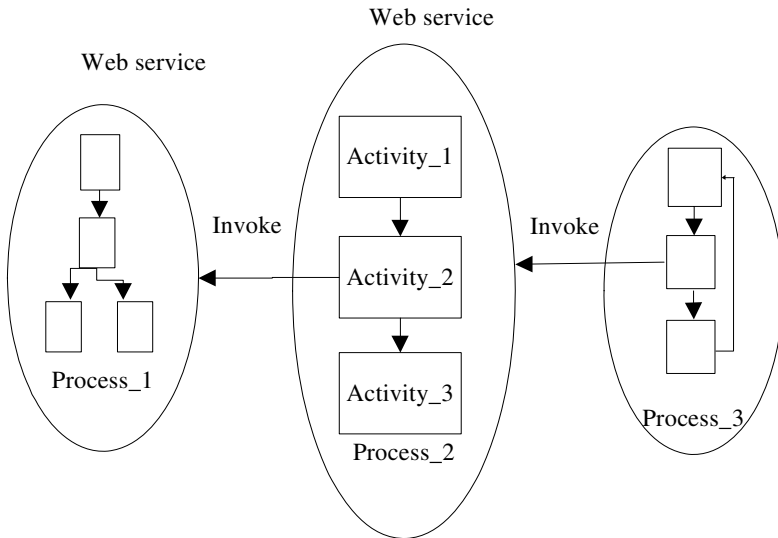 Web service
Web service
Activity_1
Invoke
Invoke
Activity_2
Activity_3
Process_1
Process_2
Process_3